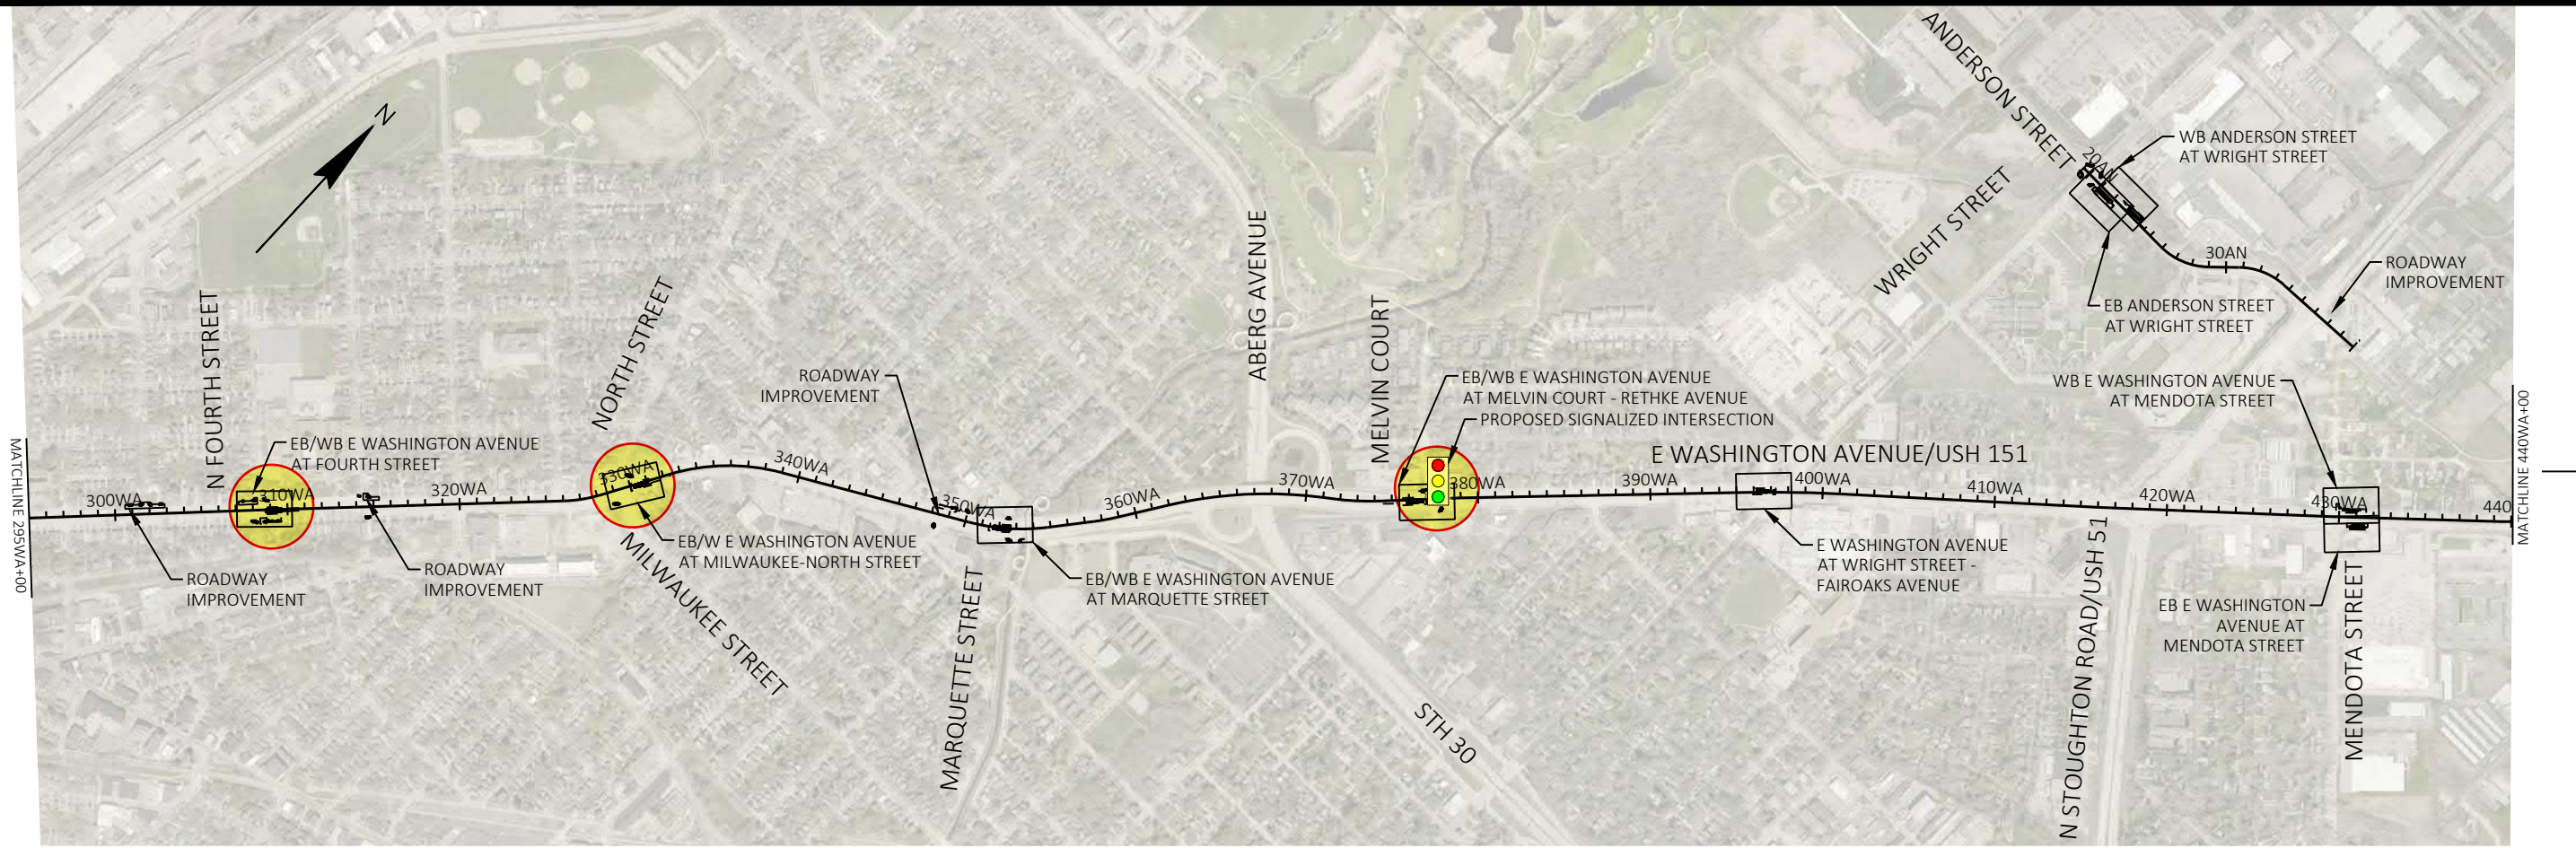 N
ANDERSON STREET
WB ANDERSON STREET
AT WRIGHT STREET
20AN
WRIGHT STREET
30AN
ROADWAY
IMPROVEMENT
EB ANDERSON STREET
AT WRIGHT STREET
N FOURTH STREET
NORTH STREET
ABERG AVENUE
MELVIN COURT
ROADWAY
IMPROVEMENT
EB/WB E WASHINGTON AVENUE
AT MELVIN COURT - RETHKE AVENUE
PROPOSED SIGNALIZED INTERSECTION
WB E WASHINGTON AVENUE
AT MENDOTA STREET
MATCHLINE 440WA+00
MATCHLINE 295WA+00
EB/WB E WASHINGTON AVENUE
AT FOURTH STREET
E WASHINGTON AVENUE/USH 151
300WA
310WA
320WA
330WA
340WA
350WA
360WA
370WA
380WA
390WA
400WA
410WA
420WA
430WA
440
ROADWAY
IMPROVEMENT
ROADWAY
IMPROVEMENT
EB/W E WASHINGTON AVENUE
AT MILWAUKEE-NORTH STREET
MILWAUKEE STREET
EB/WB E WASHINGTON AVENUE
AT MARQUETTE STREET
MARQUETTE STREET
E WASHINGTON AVENUE
AT WRIGHT STREET -
FAIROAKS AVENUE
EB E WASHINGTON
AVENUE AT
MENDOTA STREET
STH 30
N STOUGHTON ROAD/USH 51
MENDOTA STREET